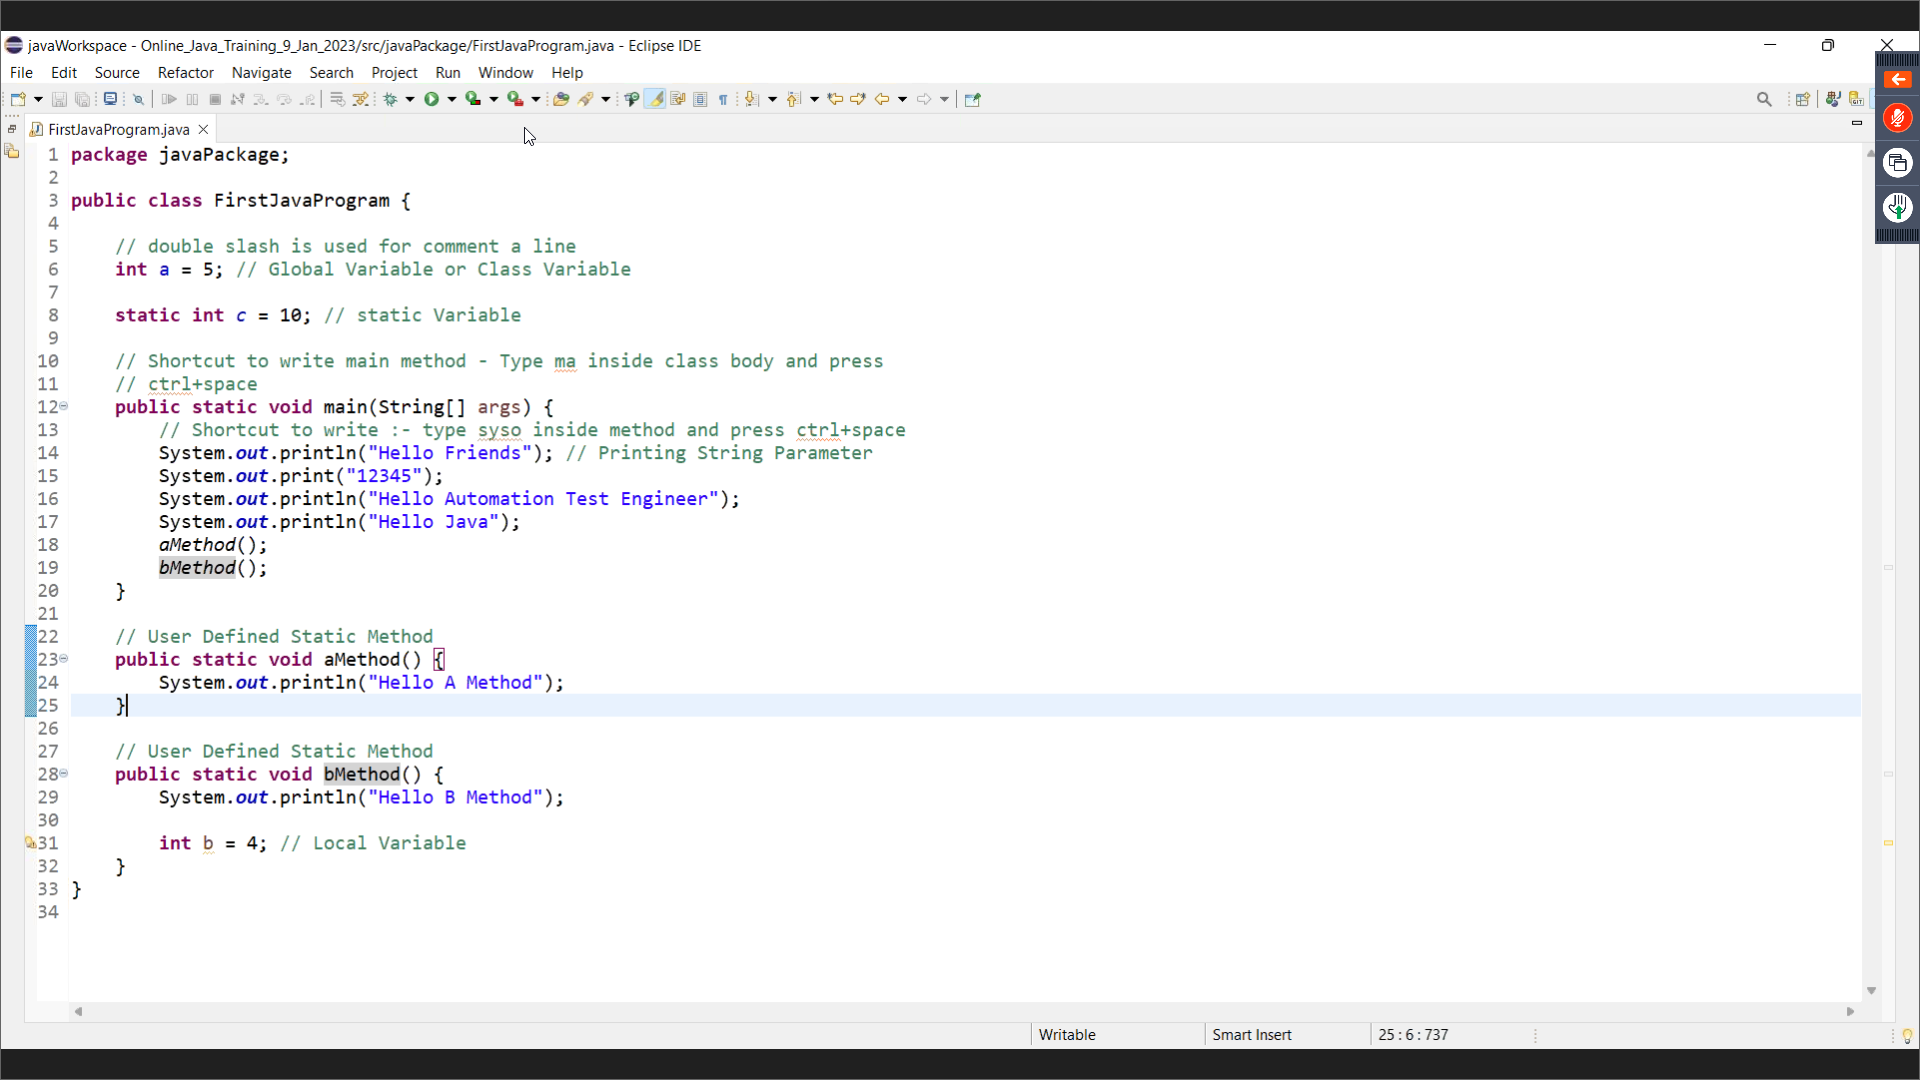 javaWorkspace - Online_Java_Training_9_Jan_2023/src/javaPackage/FirstJavaProgram.java - Eclipse IDE
File Edit Source Refactor Navigate Search Project Run Window Help
FirstJavaProgram.java
1 package javaPackage;
2
3 public class FirstJavaProgram {
4
5     // double slash is used for comment a line
6     int a = 5; // Global Variable or Class Variable
7
8     static int c = 10; // static Variable
9
10     // Shortcut to write main method - Type ma inside class body and press
11     // ctrl+space
12     public static void main(String[] args) {
13         // Shortcut to write :- type syso inside method and press ctrl+space
14         System.out.println("Hello Friends"); // Printing String Parameter
15         System.out.print("12345");
16         System.out.println("Hello Automation Test Engineer");
17         System.out.println("Hello Java");
18         aMethod();
19         bMethod();
20     }
21
22     // User Defined Static Method
23     public static void aMethod() {
24         System.out.println("Hello A Method");
25     }
26
27     // User Defined Static Method
28     public static void bMethod() {
29         System.out.println("Hello B Method");
30
31         int b = 4; // Local Variable
32     }
33 }
34
Writable Smart Insert 25 : 6 : 737